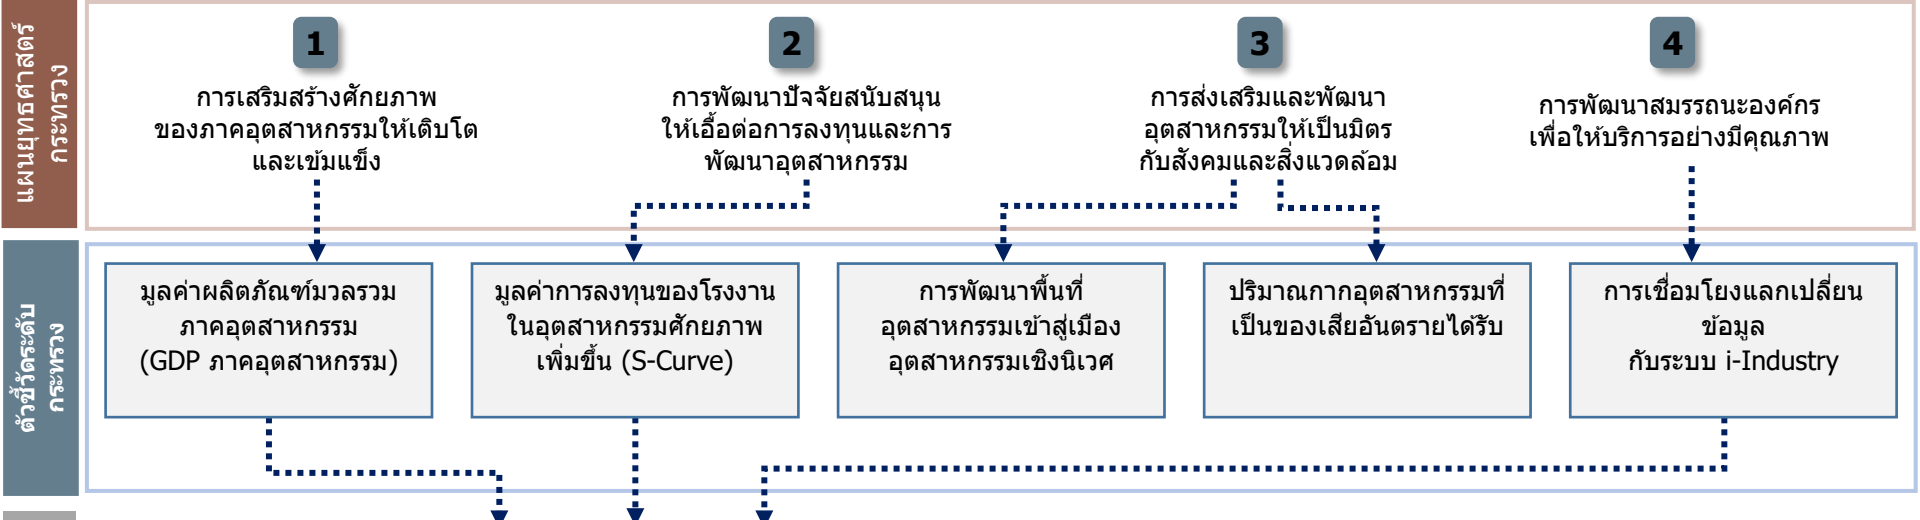 แผนยุทธศาสตร์
กระทรวง
1
การเสริมสร้างศักยภาพ
ของภาคอุตสาหกรรมให้เติบโต
และเข้มแข็ง
2
การพัฒนาปัจจัยสนับสนุน
ให้เอื้อต่อการลงทุนและการ
พัฒนาอุตสาหกรรม
3
การส่งเสริมและพัฒนา
อุตสาหกรรมให้เป็นมิตร
กับสังคมและสิ่งแวดล้อม
4
การพัฒนาสมรรถนะองค์กร
เพื่อให้บริการอย่างมีคุณภาพ
ตัวชี้วัดระดับ
กระทรวง
มูลค่าผลิตภัณฑ์มวลรวม
ภาคอุตสาหกรรม
(GDP ภาคอุตสาหกรรม)
มูลค่าการลงทุนของโรงงาน
ในอุตสาหกรรมศักยภาพ
เพิ่มขึ้น (S-Curve)
การพัฒนาพื้นที่
อุตสาหกรรมเข้าสู่เมือง
อุตสาหกรรมเชิงนิเวศ
ปริมาณกากอุตสาหกรรมที่
เป็นของเสียอันตรายได้รับ
การเชื่อมโยงแลกเปลี่ยน
ข้อมูล
กับระบบ i-Industry